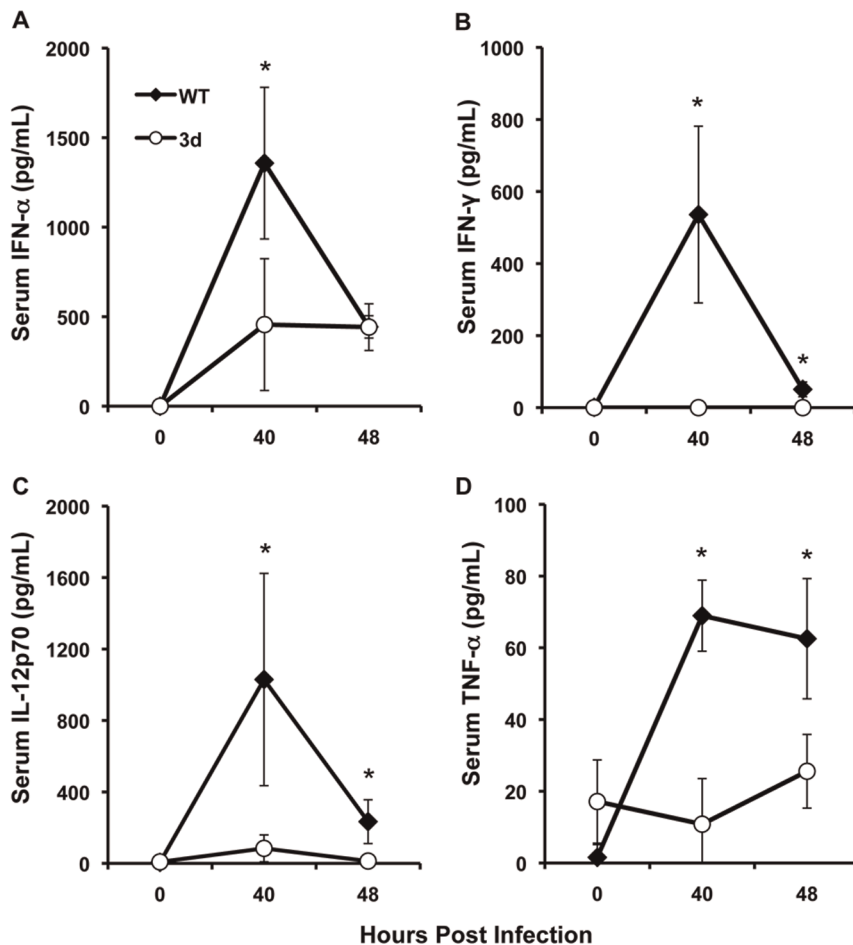 A
Serum IFN-α (pg/mL)
2000
1500
1000
500
0
0 40 48
*
WT
3d
B
Serum IFN-γ (pg/mL)
1000
800
600
400
200
0
0 40 48
*
*
C
Serum IL-12p70 (pg/mL)
2000
1600
1200
800
400
0
0 40 48
*
*
D
Serum TNF-α (pg/mL)
100
80
60
40
20
0
0 40 48
*
*
Hours Post Infection